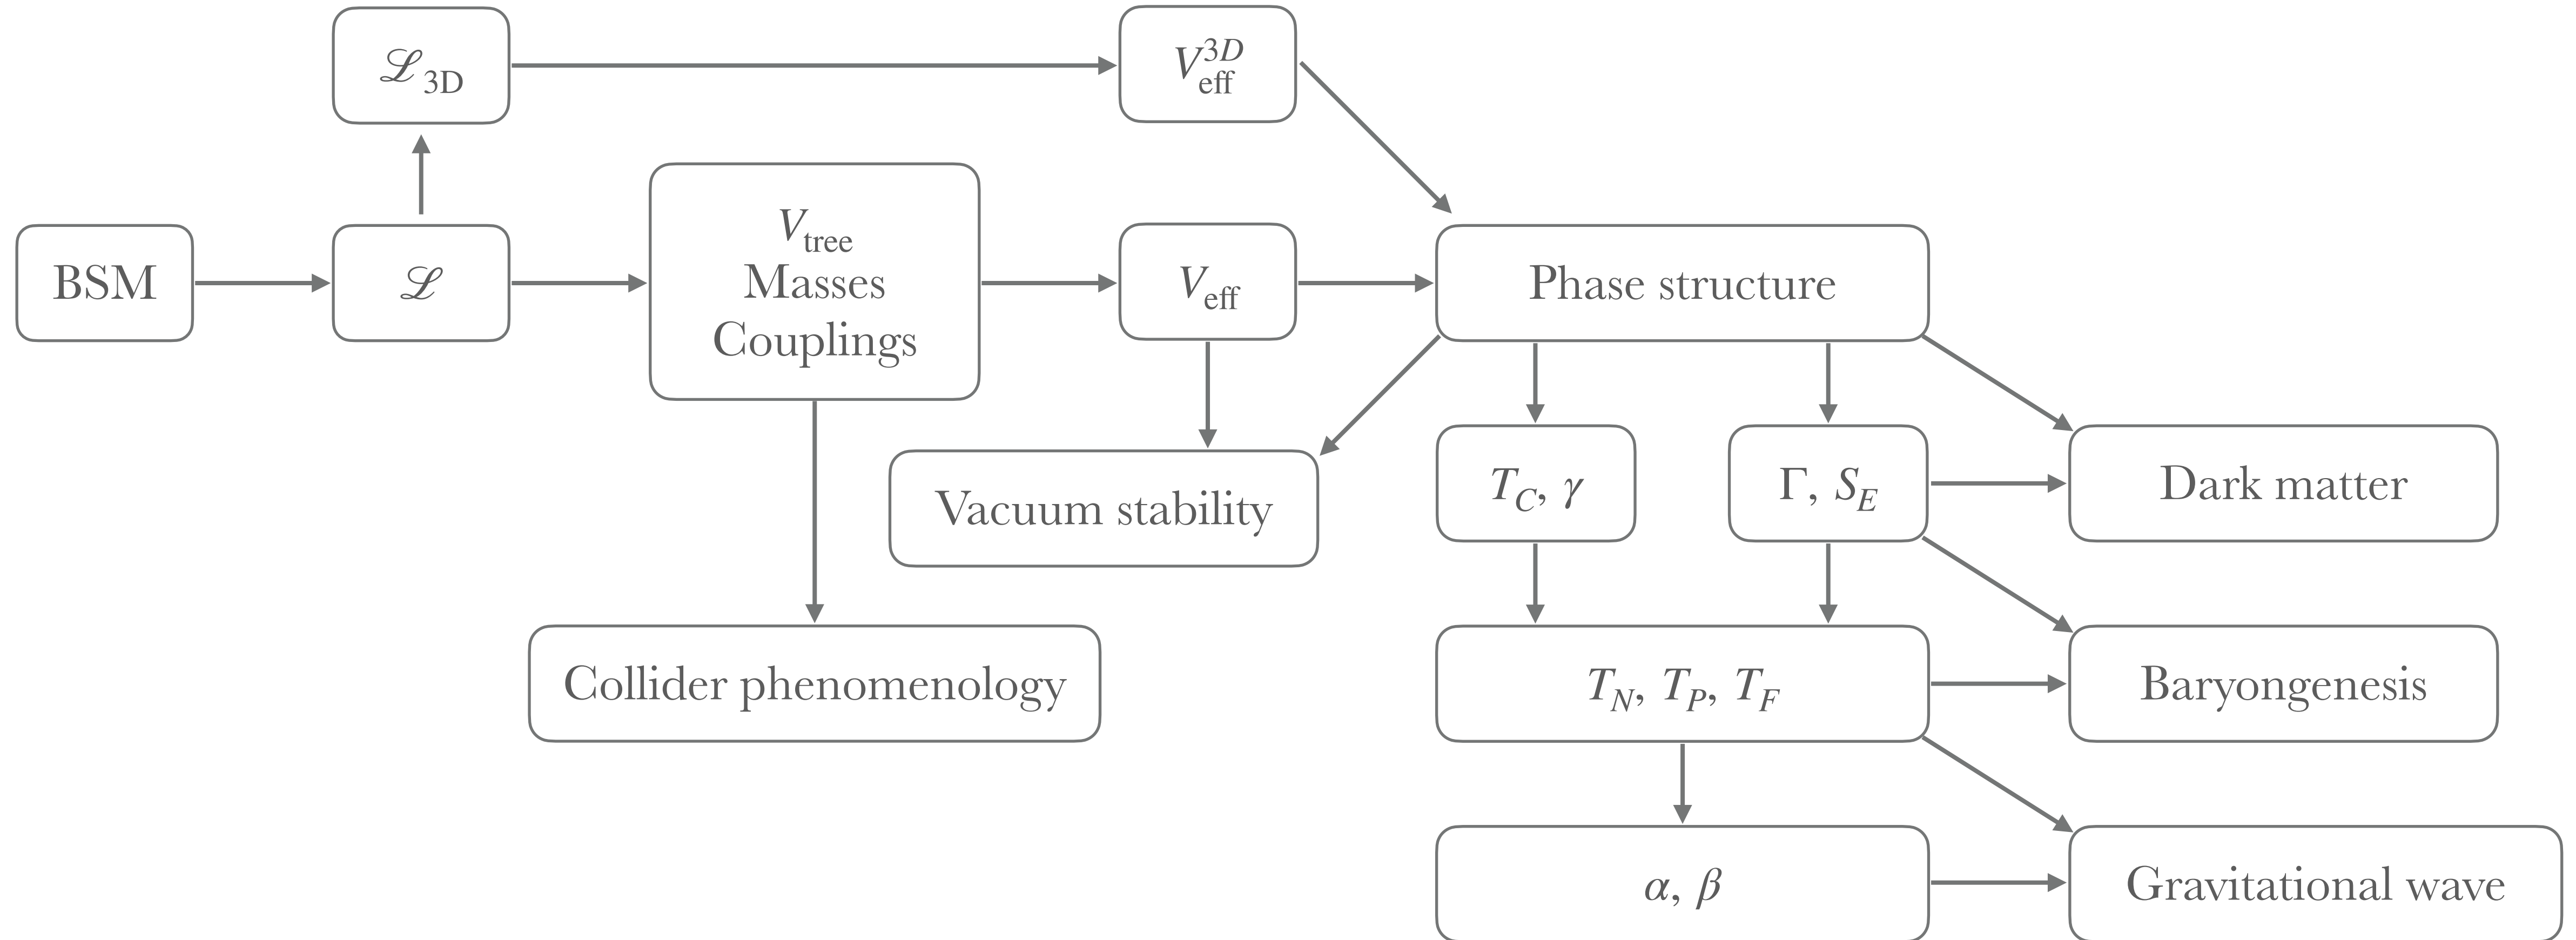 ℒ3D
V3Deff
BSM
ℒ
Vtree
Masses
Couplings
Veff
Phase structure
Vacuum stability
TC, γ
Γ, SE
Dark matter
Collider phenomenology
TN, TP, TF
Baryongenesis
α, β
Gravitational wave